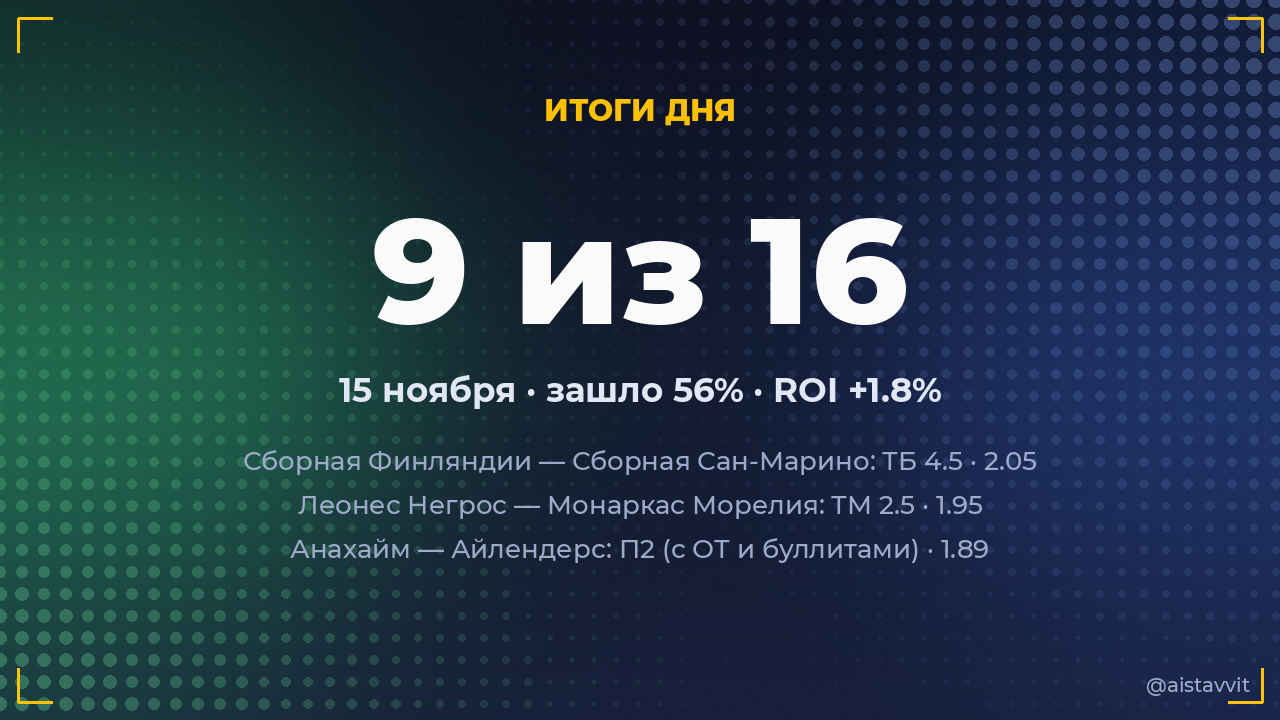 ИТОГИ ДНЯ
9 из 16
15 ноября · зашло 56% · ROI +1.8%
Сборная Финляндии — Сборная Сан-Марино: ТБ 4.5 · 2.05
Леонес Негрос — Монаркас Морелия: ТМ 2.5 · 1.95
Анахайм — Айлендерс: П2 (с ОТ и буллитами) · 1.89
@aistavvit